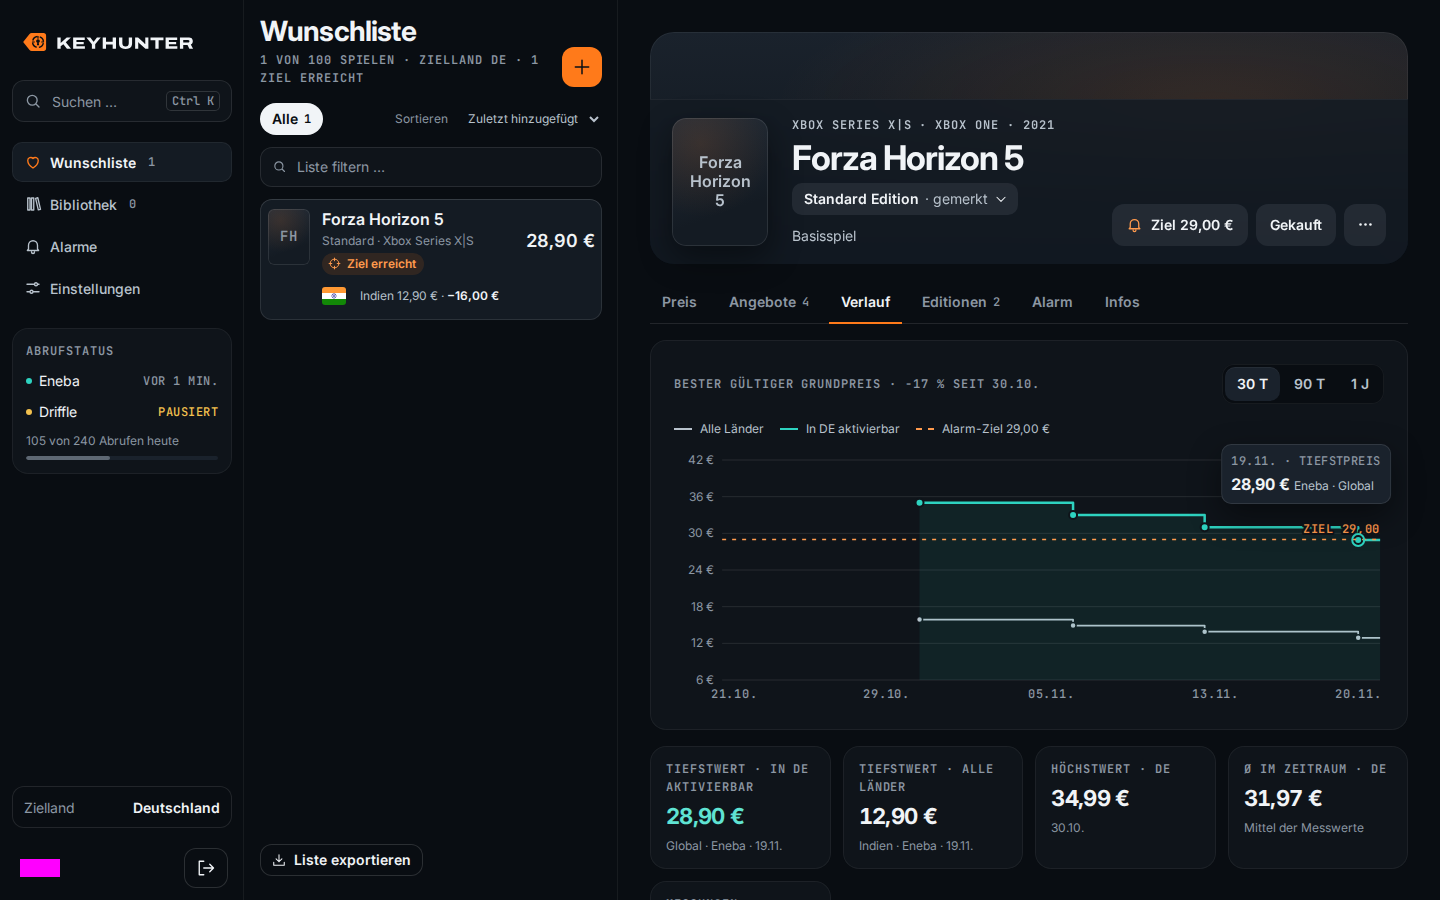 KEYHUNTER
Suchen ...
Ctrl K
Wunschliste 1
Bibliothek 0
Alarme
Einstellungen
ABRUFSTATUS
Eneba VOR 1 MIN.
Driffle PAUSIERT
105 von 240 Abrufen heute
Zielland Deutschland
Wunschliste
1 VON 100 SPIELEN · ZIELLAND DE · 1
ZIEL ERREICHT
Alle 1
Sortieren Zuletzt hinzugefügt
Liste filtern ...
FH
Forza Horizon 5
Standard · Xbox Series X|S
28,90 €
Ziel erreicht
Indien 12,90 € · −16,00 €
Liste exportieren
Forza
Horizon
5
XBOX SERIES X|S · XBOX ONE · 2021
Forza Horizon 5
Standard Edition · gemerkt
Basisspiel
Ziel 29,00 €
Gekauft
Preis
Angebote 4
Verlauf
Editionen 2
Alarm
Infos
BESTER GÜLTIGER GRUNDPREIS · -17 % SEIT 30.10.
30 T
90 T
1 J
Alle Länder
In DE aktivierbar
Alarm-Ziel 29,00 €
19.11. · TIEFSTPREIS
28,90 € Eneba · Global
42 €
36 €
30 €
24 €
18 €
12 €
6 €
ZIEL 29,00
21.10.
29.10.
05.11.
13.11.
20.11.
TIEFSTWERT · IN DE
AKTIVIERBAR
28,90 €
Global · Eneba · 19.11.
TIEFSTWERT · ALLE
LÄNDER
12,90 €
Indien · Eneba · 19.11.
HÖCHSTWERT · DE
34,99 €
30.10.
Ø IM ZEITRAUM · DE
31,97 €
Mittel der Messwerte